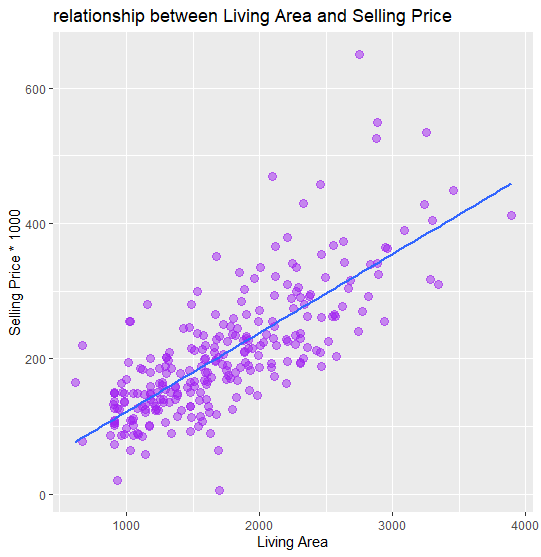 relationship between Living Area and Selling Price
Selling Price * 1000
600
400
200
0
1000 2000 3000 4000
Living Area